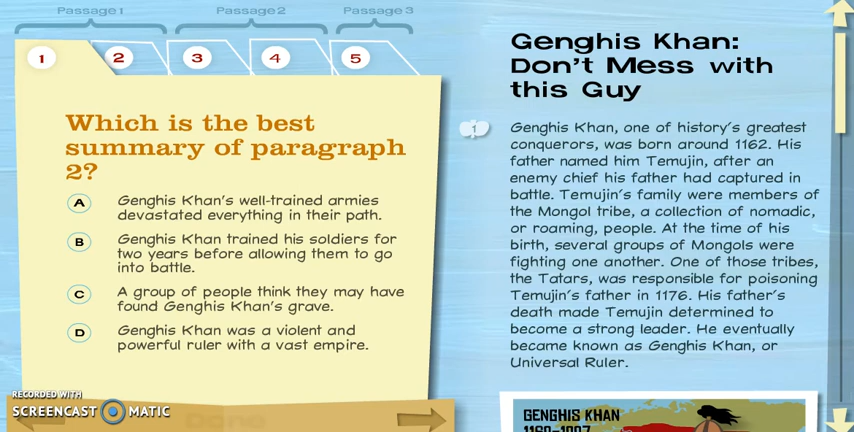 Passage 1
Passage 2
Passage 3
1
2
3
4
5
Which is the best
summary of paragraph
2?
A Genghis Khan's well-trained armies
devastated everything in their path.
B Genghis Khan trained his soldiers for
two years before allowing them to go
into battle.
C A group of people think they may have
found Genghis Khan's grave.
D Genghis Khan was a violent and
powerful ruler with a vast empire.
RECORDED WITH
SCREENCAST MATIC
Done
Genghis Khan:
Don't Mess with
this Guy
1
Genghis Khan, one of history's greatest
conquerors, was born around 1162. His
father named him Temujin, after an
enemy chief his father had captured in
battle. Temujin's family were members of
the Mongol tribe, a collection of nomadic,
or roaming, people. At the time of his
birth, several groups of Mongols were
fighting one another. One of those tribes,
the Tatars, was responsible for poisoning
Temujin's father in 1176. His father's
death made Temujin determined to
become a strong leader. He eventually
became known as Genghis Khan, or
Universal Ruler.
GENGHIS KHAN